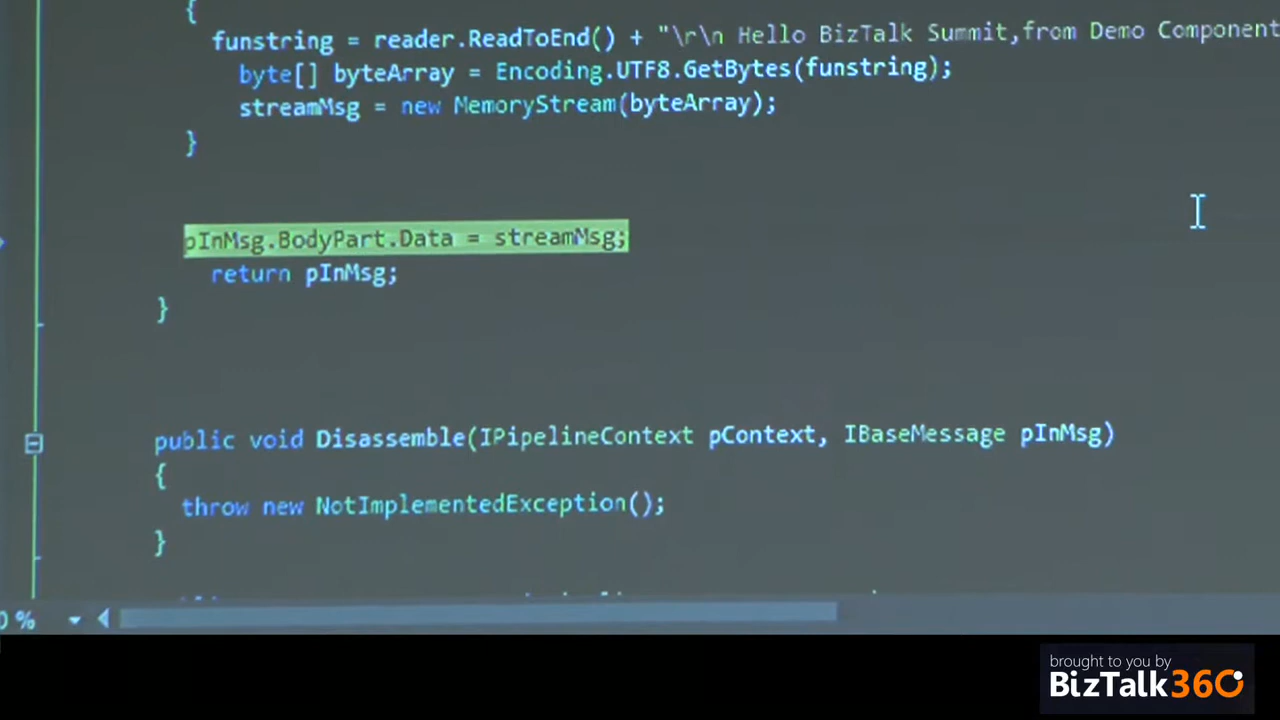 {
funstring = reader.ReadToEnd() + "\r\n Hello BizTalk Summit,from Demo Component
byte[] byteArray = Encoding.UTF8.GetBytes(funstring);
streamMsg = new MemoryStream(byteArray);
}
pInMsg.BodyPart.Data = streamMsg;
return pInMsg;
}
public void Disassemble(IPipelineContext pContext, IBaseMessage pInMsg)
{
throw new NotImplementedException();
}
0 %
brought to you by
BizTalk360